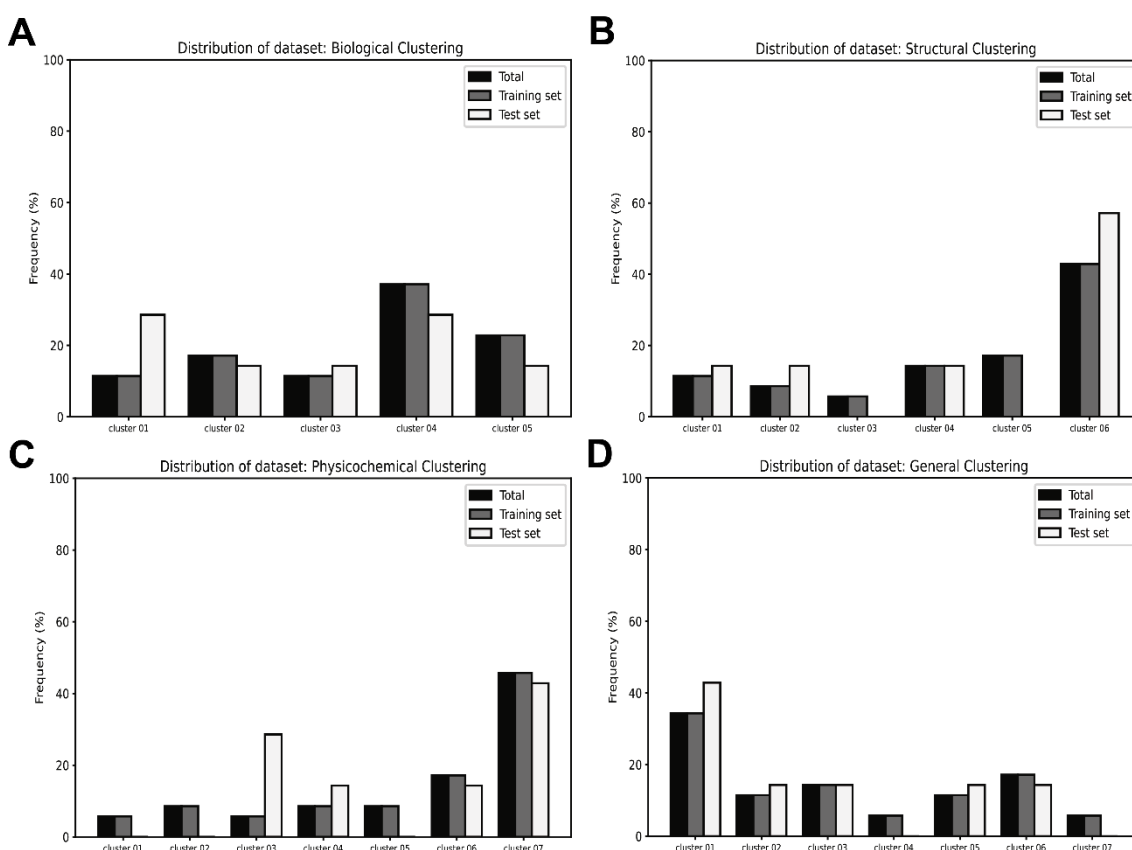 A
Distribution of dataset: Biological Clustering
Total
Training set
Test set
Frequency (%)
100
80
60
40
20
0
cluster 01 cluster 02 cluster 03 cluster 04 cluster 05
B
Distribution of dataset: Structural Clustering
Total
Training set
Test set
Frequency (%)
100
80
60
40
20
0
cluster 01 cluster 02 cluster 03 cluster 04 cluster 05 cluster 06
C
Distribution of dataset: Physicochemical Clustering
Total
Training set
Test set
Frequency (%)
100
80
60
40
20
0
cluster 01 cluster 02 cluster 03 cluster 04 cluster 05 cluster 06 cluster 07
D
Distribution of dataset: General Clustering
Total
Training set
Test set
Frequency (%)
100
80
60
40
20
0
cluster 01 cluster 02 cluster 03 cluster 04 cluster 05 cluster 06 cluster 07